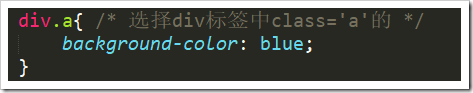 div.a{ /* 选择div标签中class='a'的 */
    background-color: blue;
}